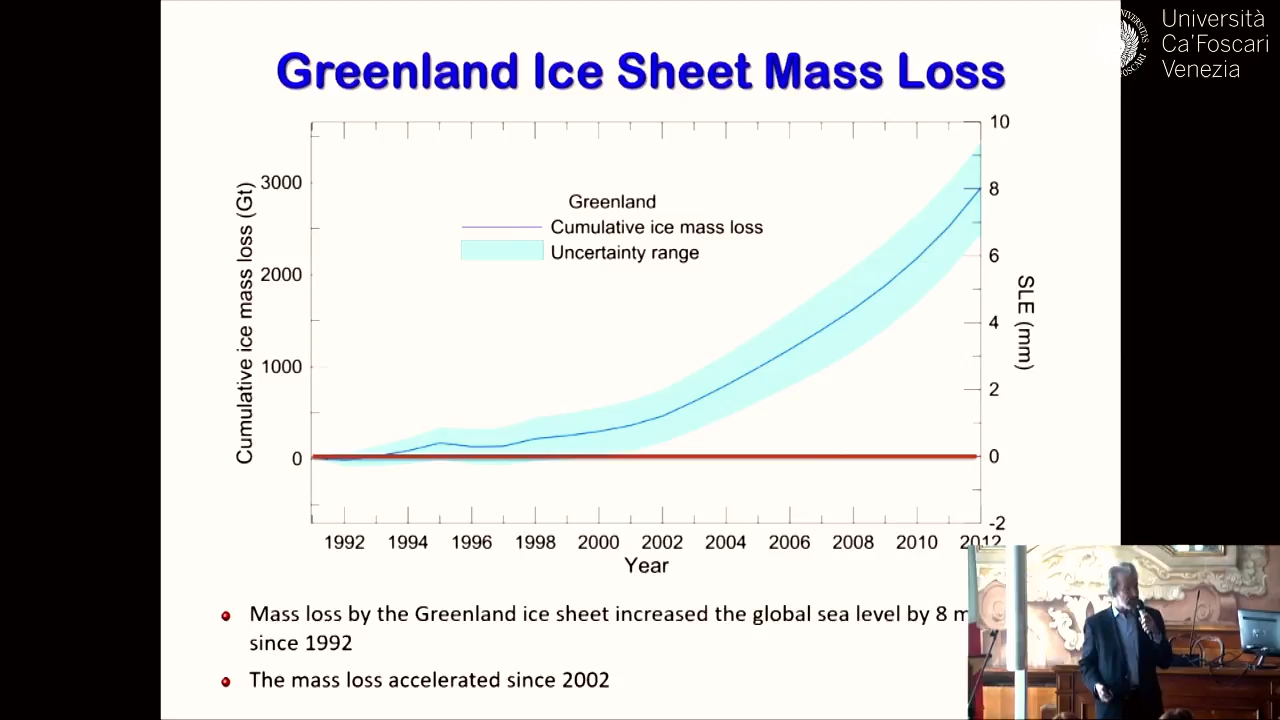 Università
Ca'Foscari
Venezia
Greenland Ice Sheet Mass Loss
Cumulative ice mass loss (Gt)
3000
2000
1000
0
Greenland
Cumulative ice mass loss
Uncertainty range
10
8
6
4
2
0
-2
SLE (mm)
1992 1994 1996 1998 2000 2002 2004 2006 2008 2010 2012
Year
Mass loss by the Greenland ice sheet increased the global sea level by 8 m
since 1992
The mass loss accelerated since 2002